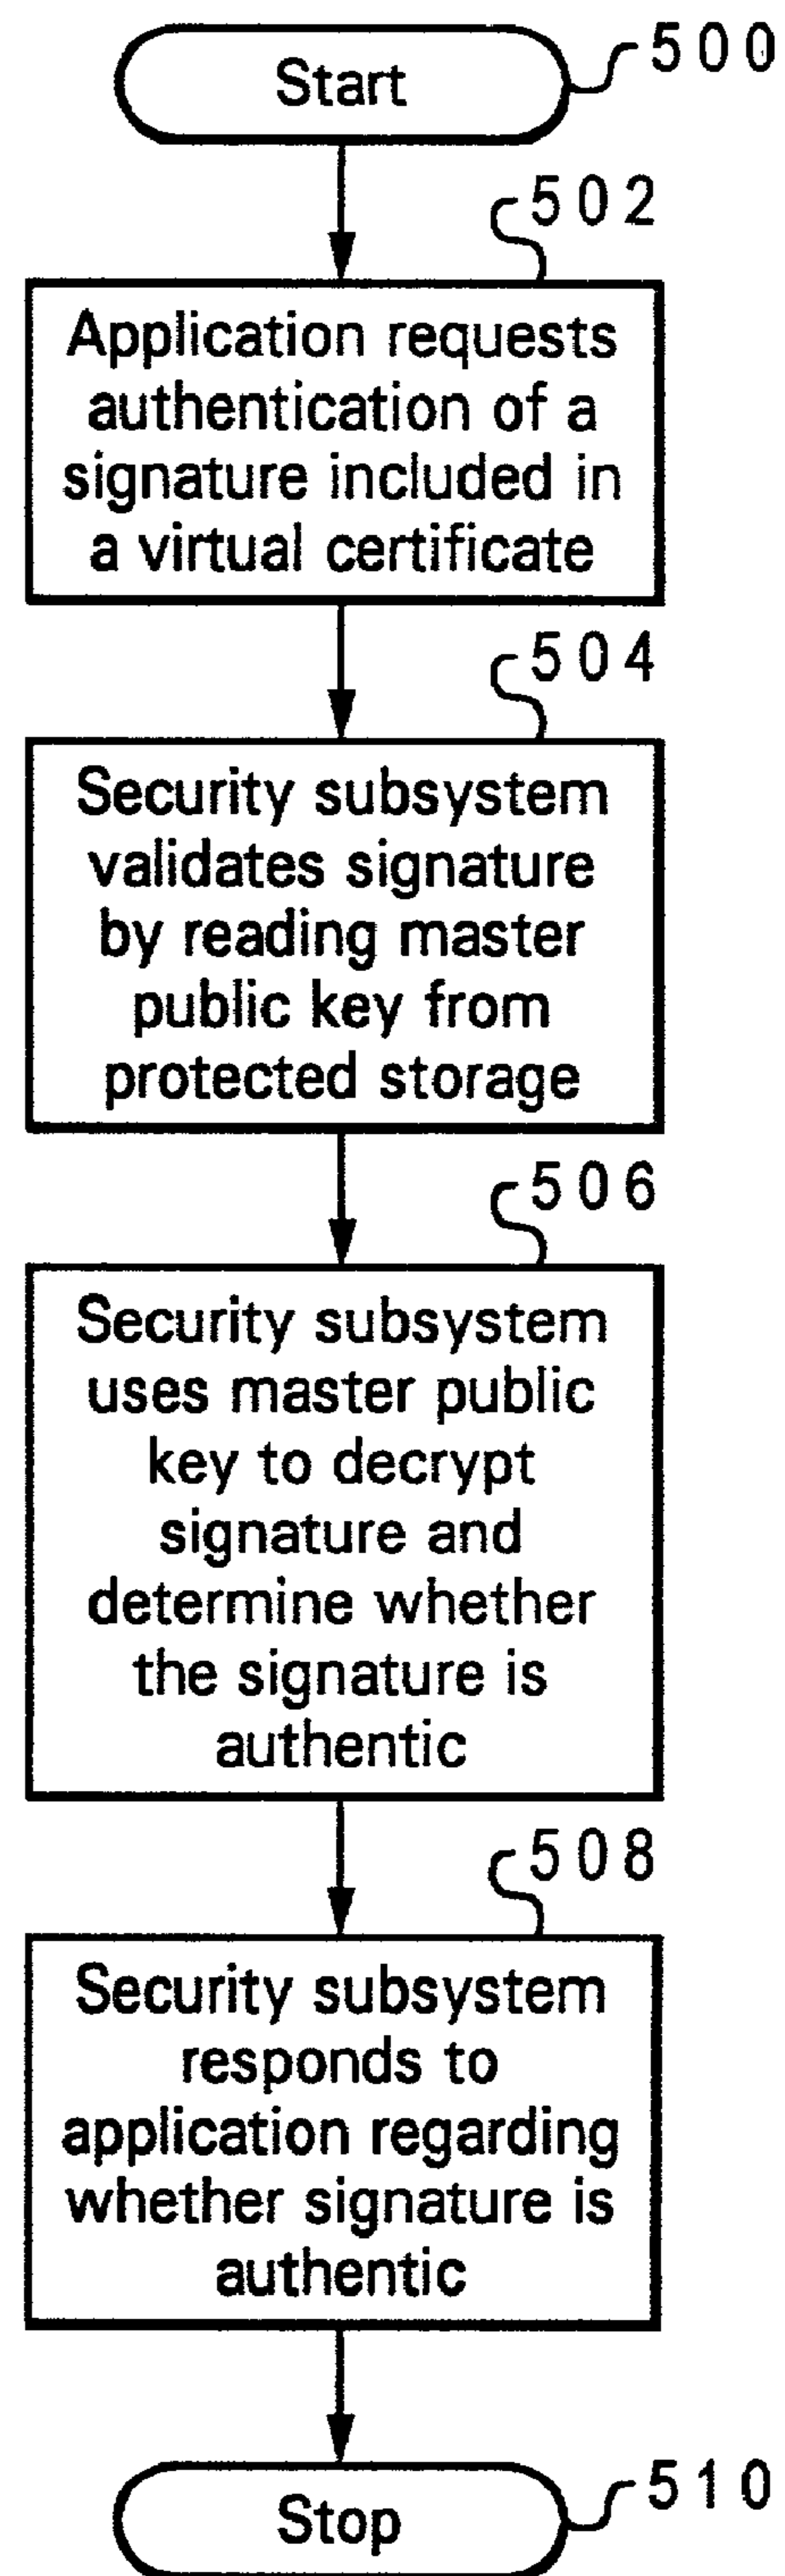 Start
500
502
Application requests
authentication of a
signature included in
a virtual certificate
504
Security subsystem
validates signature
by reading master
public key from
protected storage
506
Security subsystem
uses master public
key to decrypt
signature and
determine whether
the signature is
authentic
508
Security subsystem
responds to
application regarding
whether signature is
authentic
Stop
510